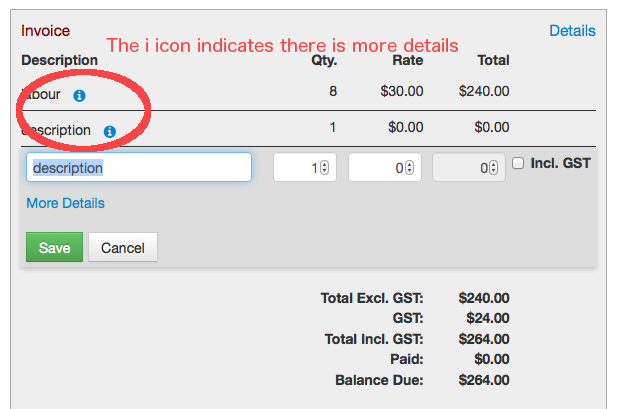 Invoice Details
The i icon indicates there is more details
Description Qty. Rate Total
labour i 8 $30.00 $240.00
description i 1 $0.00 $0.00
description 1 0 0 Incl. GST
More Details
Save Cancel
Total Excl. GST: $240.00
GST: $24.00
Total Incl. GST: $264.00
Paid: $0.00
Balance Due: $264.00